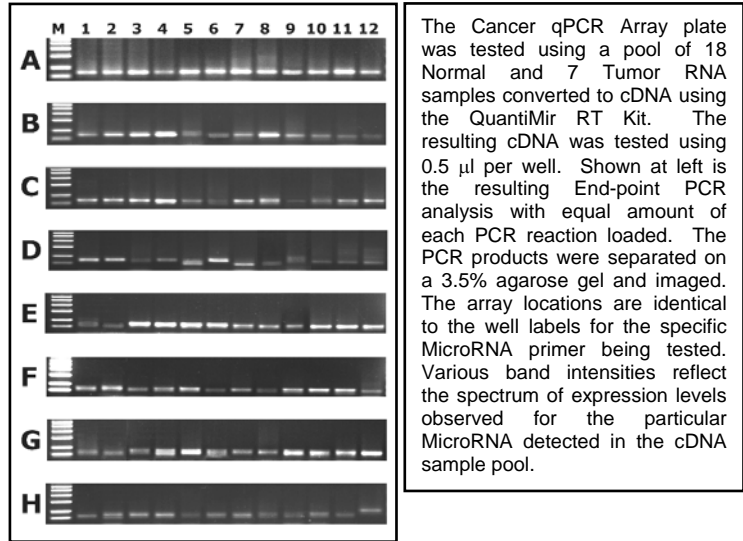 M 1 2 3 4 5 6 7 8 9 10 11 12
A
B
C
D
E
F
G
H
The Cancer qPCR Array plate
was tested using a pool of 18
Normal and 7 Tumor RNA
samples converted to cDNA using
the QuantiMir RT Kit. The
resulting cDNA was tested using
0.5 μl per well. Shown at left is
the resulting End-point PCR
analysis with equal amount of
each PCR reaction loaded. The
PCR products were separated on
a 3.5% agarose gel and imaged.
The array locations are identical
to the well labels for the specific
MicroRNA primer being tested.
Various band intensities reflect
the spectrum of expression levels
observed for the particular
MicroRNA detected in the cDNA
sample pool.